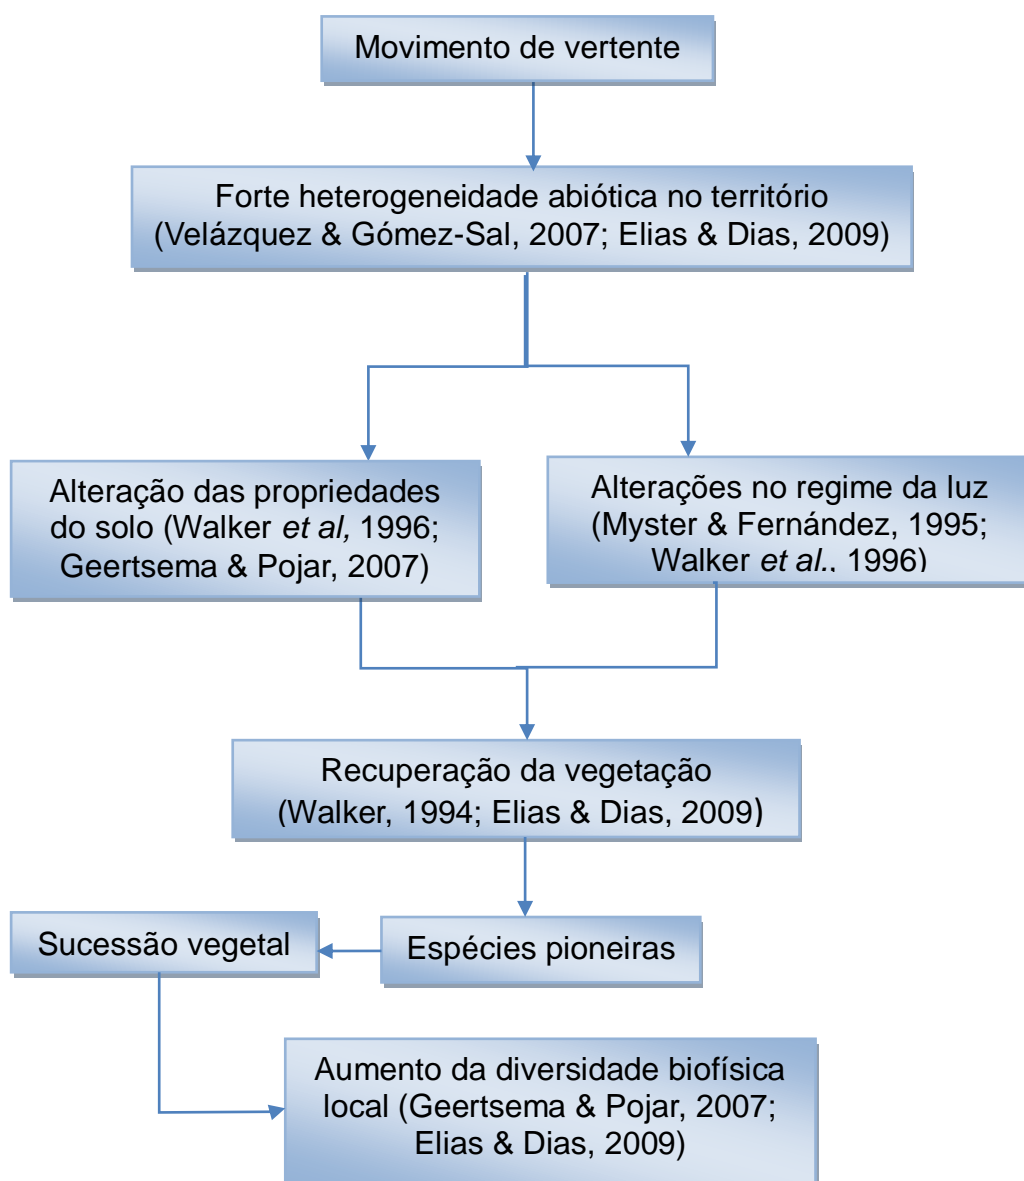 Movimento de vertente
Forte heterogeneidade abiótica no território
(Velázquez & Gómez-Sal, 2007; Elias & Dias, 2009)
Alteração das propriedades
do solo (Walker et al, 1996;
Geertsema & Pojar, 2007)
Alterações no regime da luz
(Myster & Fernández, 1995;
Walker et al., 1996)
Recuperação da vegetação
(Walker, 1994; Elias & Dias, 2009)
Sucessão vegetal
Espécies pioneiras
Aumento da diversidade biofísica
local (Geertsema & Pojar, 2007;
Elias & Dias, 2009)